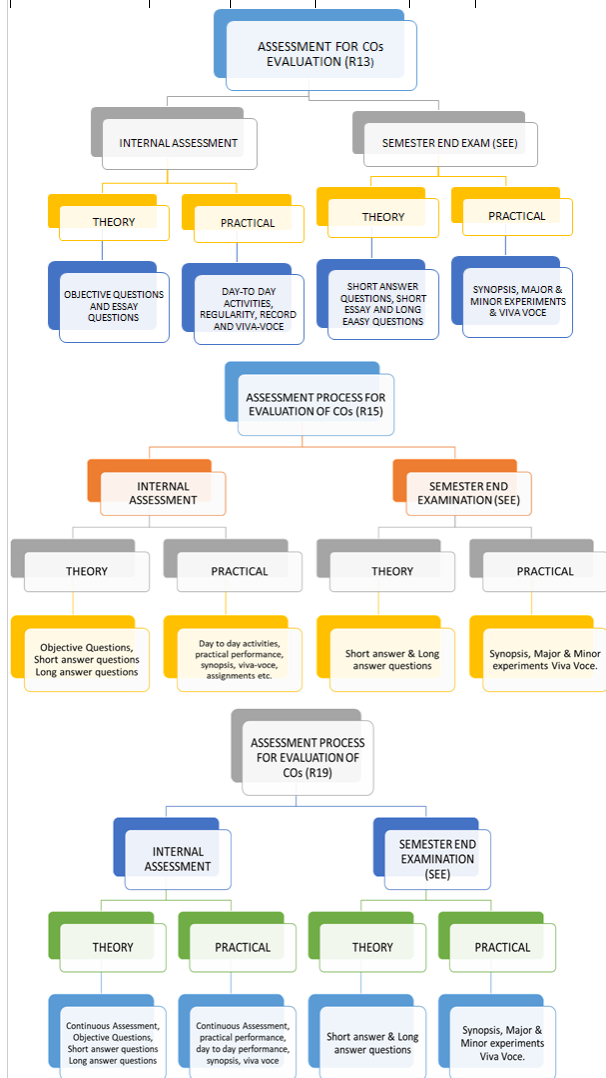 ASSESSMENT FOR COs
EVALUATION (R13)
INTERNAL ASSESSMENT
SEMESTER END EXAM (SEE)
THEORY
PRACTICAL
THEORY
PRACTICAL
OBJECTIVE QUESTIONS
AND ESSAY
QUESTIONS
DAY-TO DAY
ACTIVITIES,
REGULARITY, RECORD
AND VIVA-VOCE
SHORT ANSWER
QUESTIONS, SHORT
ESSAY AND LONG
EAASY QUESTIONS
SYNOPSIS, MAJOR &
MINOR EXPERIMENTS
& VIVA VOCE
ASSESSMENT PROCESS FOR
EVALUATION OF COs (R15)
INTERNAL
ASSESSMENT
SEMESTER END
EXAMINATION (SEE)
THEORY
PRACTICAL
THEORY
PRACTICAL
Objective Questions,
Short answer questions
Long answer questions
Day to day activities,
practical performance,
synopsis, viva-voce,
assignments etc.
Short answer & Long
answer questions
Synopsis, Major & Minor
experiments Viva Voce.
ASSESSMENT PROCESS
FOR EVALUATION OF
COs (R19)
INTERNAL
ASSESSMENT
SEMESTER END
EXAMINATION
(SEE)
THEORY
PRACTICAL
THEORY
PRACTICAL
Continuous Assessment,
Objective Questions,
Short answer questions
Long answer questions
Continuous Assessment,
practical performance,
day to day performance,
synopsis, viva voce
Short answer & Long
answer questions
Synopsis, Major &
Minor experiments
Viva Voce.